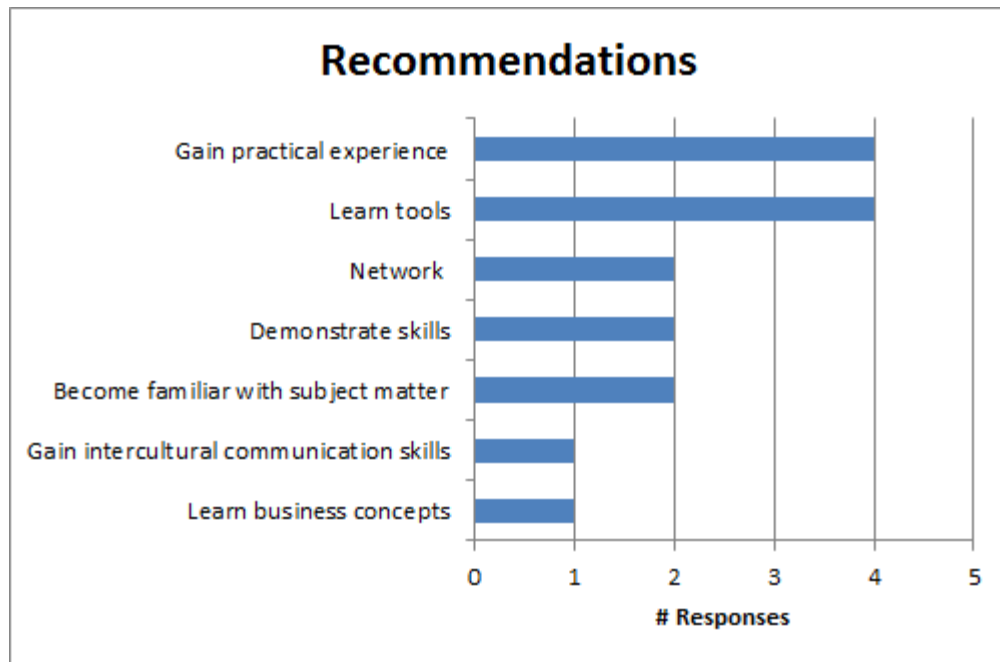 Recommendations
Gain practical experience
Learn tools
Network
Demonstrate skills
Become familiar with subject matter
Gain intercultural communication skills
Learn business concepts
0 1 2 3 4 5
# Responses